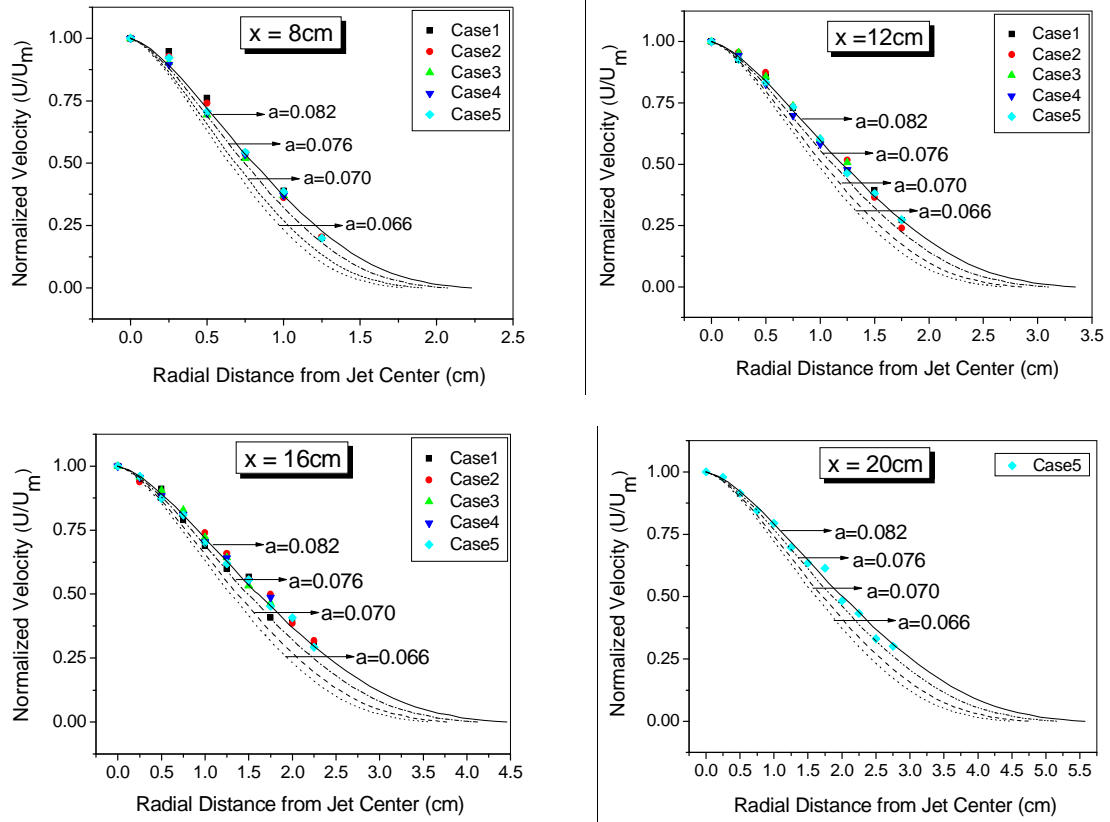 x = 8cm
Case1
Case2
Case3
Case4
Case5
1.00
0.75
0.50
0.25
0.00
a=0.082
a=0.076
a=0.070
a=0.066
0.0 0.5 1.0 1.5 2.0 2.5
Normalized Velocity (U/Um)
Radial Distance from Jet Center (cm)
x =12cm
Case1
Case2
Case3
Case4
Case5
1.00
0.75
0.50
0.25
0.00
a=0.082
a=0.076
a=0.070
a=0.066
0.0 0.5 1.0 1.5 2.0 2.5 3.0 3.5
Normalized Velocity (U/Um)
Radial Distance from Jet Center (cm)
x = 16cm
Case1
Case2
Case3
Case4
Case5
1.00
0.75
0.50
0.25
0.00
a=0.082
a=0.076
a=0.070
a=0.066
0.0 0.5 1.0 1.5 2.0 2.5 3.0 3.5 4.0 4.5
Normalized Velocity (U/Um)
Radial Distance from Jet Center (cm)
x = 20cm
Case5
1.00
0.75
0.50
0.25
0.00
a=0.082
a=0.076
a=0.070
a=0.066
0.0 0.5 1.0 1.5 2.0 2.5 3.0 3.5 4.0 4.5 5.0 5.5
Normalized Velocity (U/Um)
Radial Distance from Jet Center (cm)